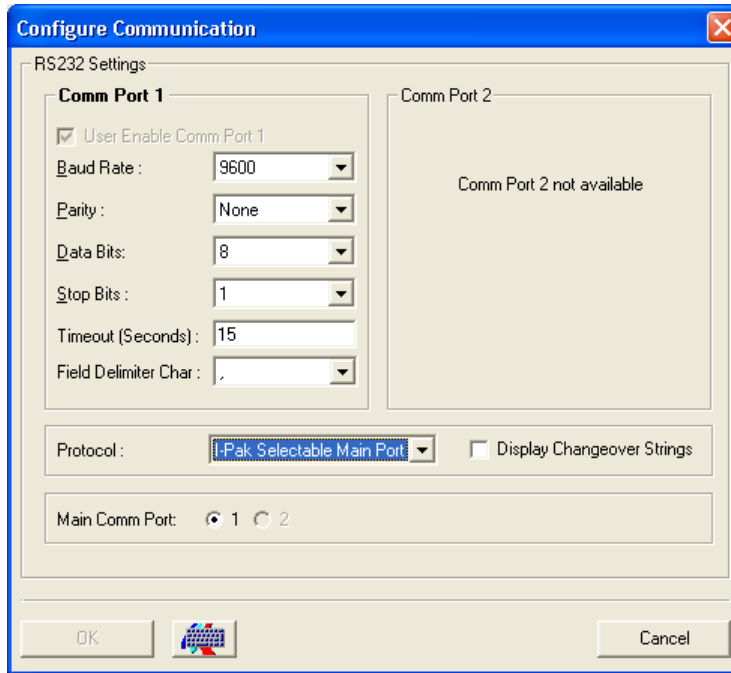 Configure Communication
RS232 Settings
Comm Port 1
User Enable Comm Port 1
Baud Rate : 9600
Parity : None
Data Bits: 8
Stop Bits : 1
Timeout (Seconds) : 15
Field Delimiter Char : ,
Comm Port 2
Comm Port 2 not available
Protocol : I-Pak Selectable Main Port Display Changeover Strings
Main Comm Port: 1 2
OK Cancel